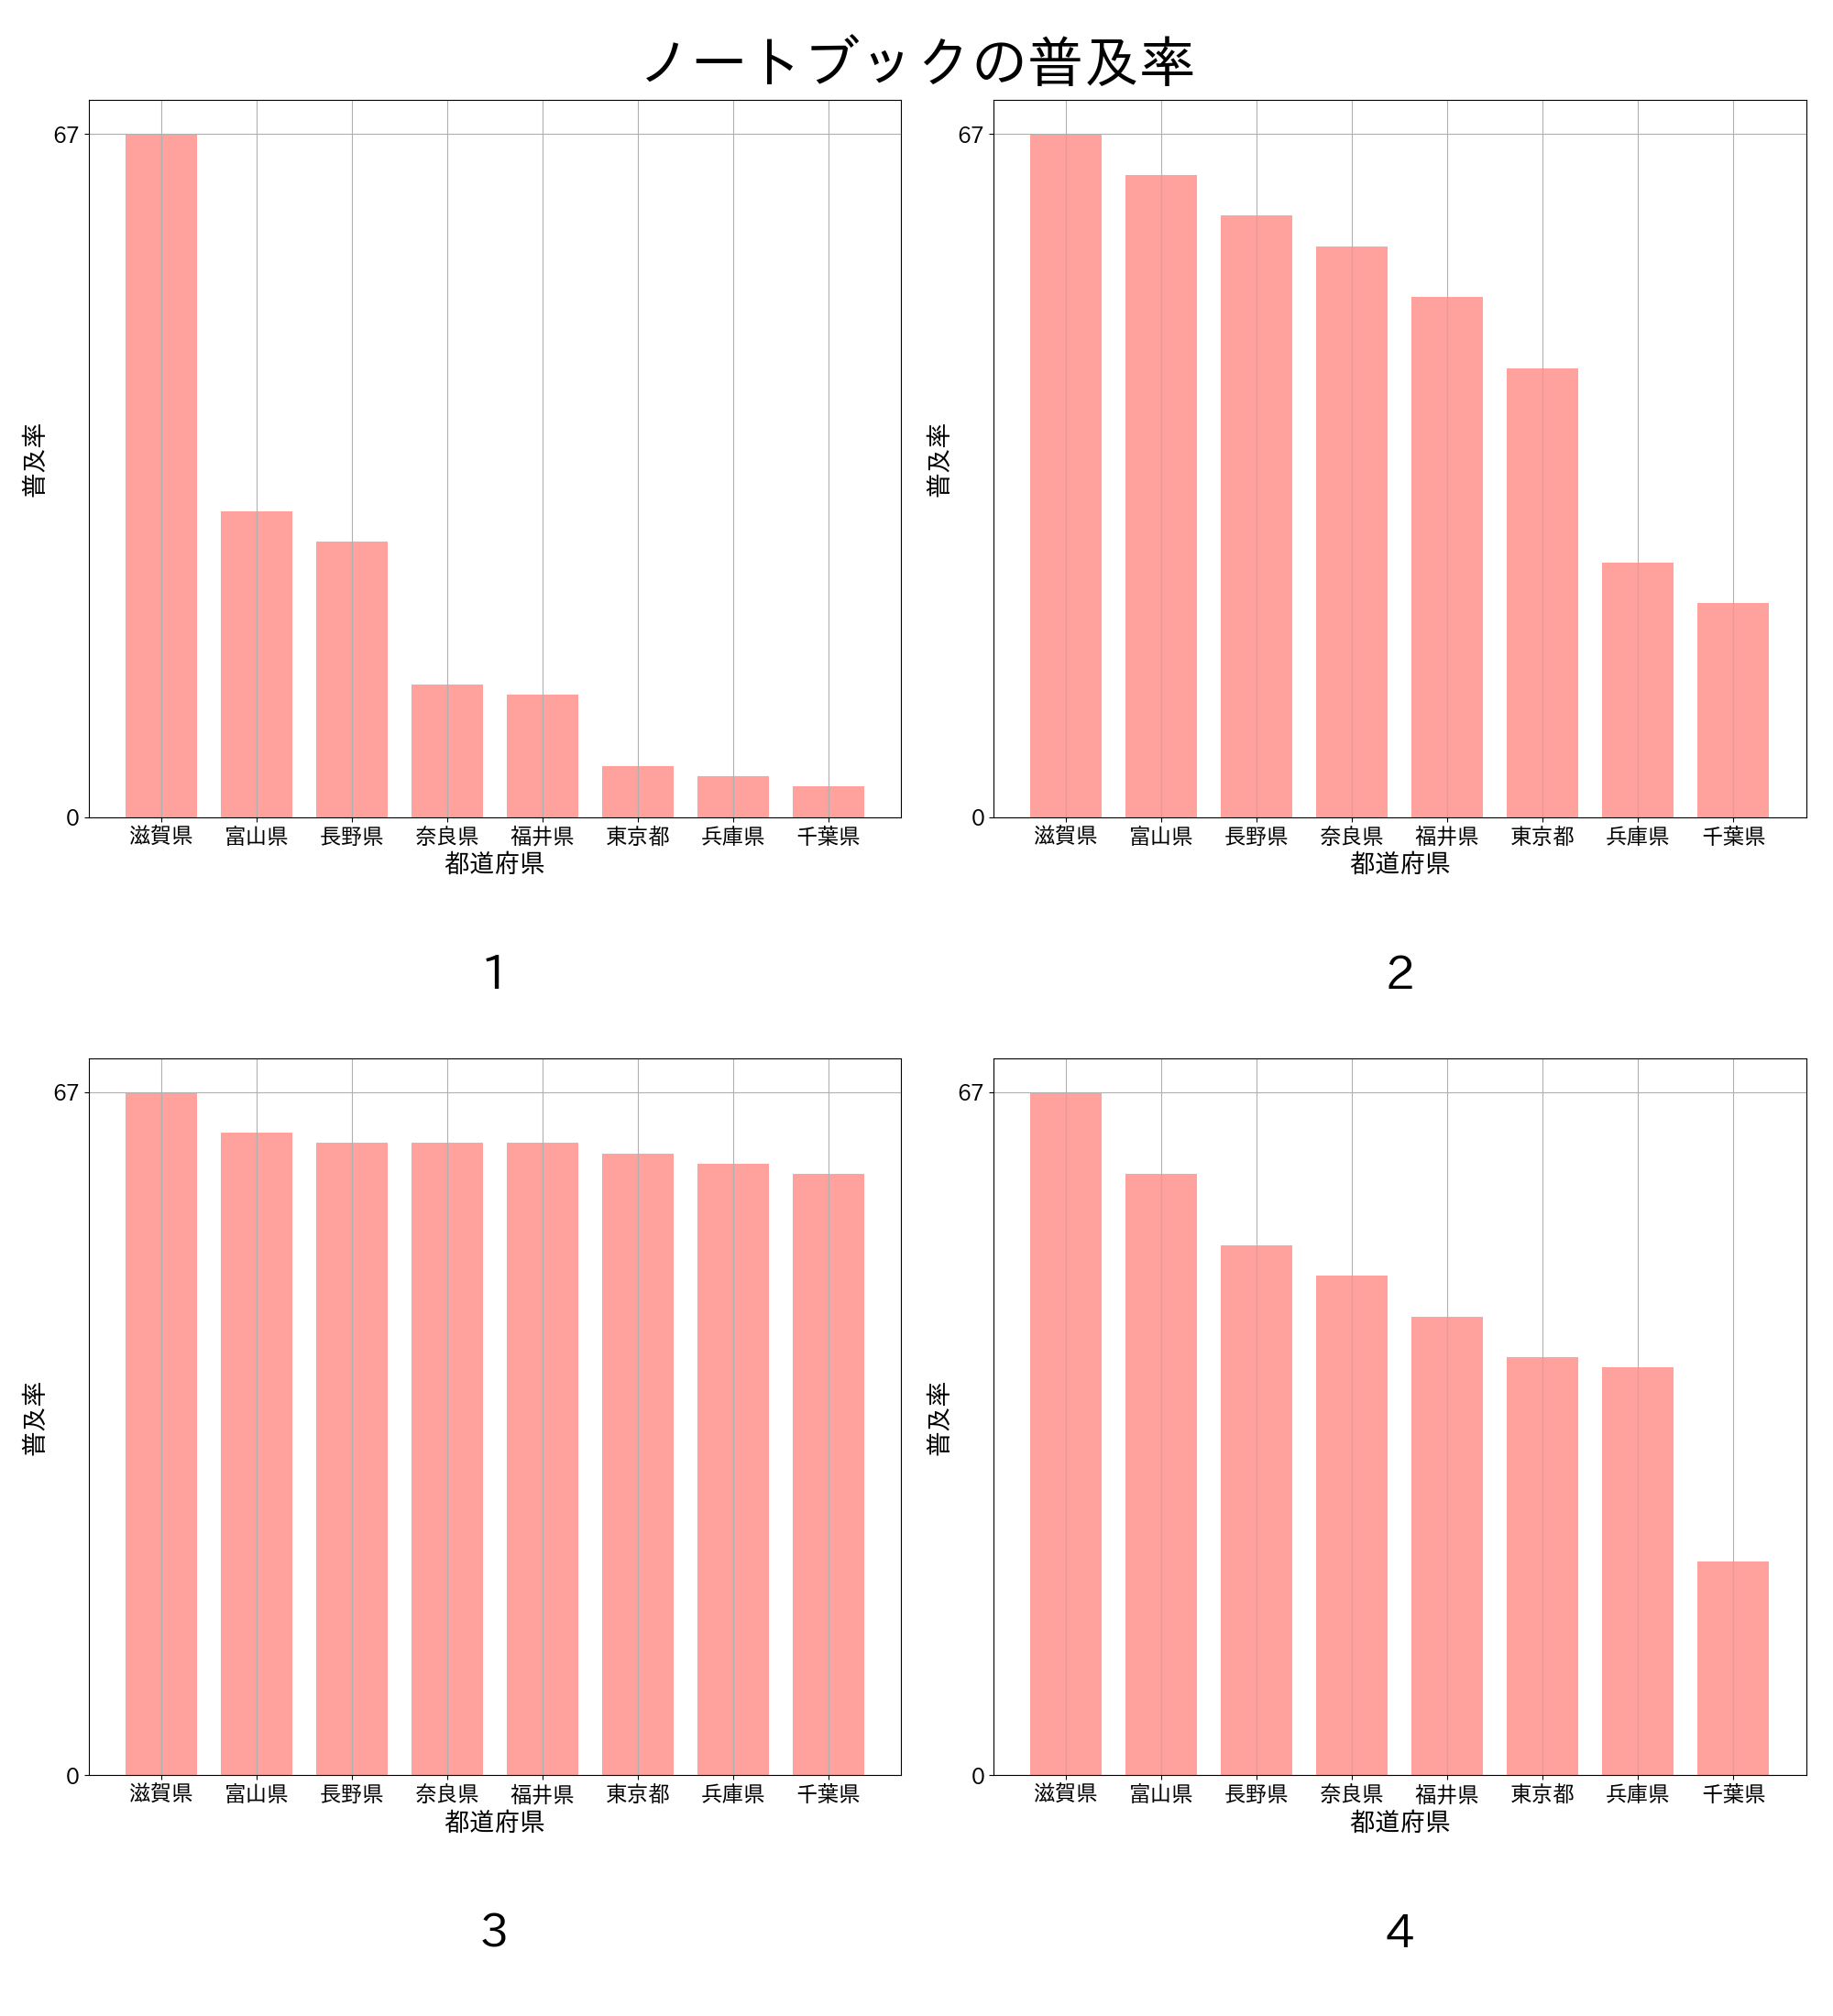 ノートブックの普及率
67
0
普及率
滋賀県 富山県 長野県 奈良県 福井県 東京都 兵庫県 千葉県
都道府県
1
67
0
普及率
滋賀県 富山県 長野県 奈良県 福井県 東京都 兵庫県 千葉県
都道府県
2
67
0
普及率
滋賀県 富山県 長野県 奈良県 福井県 東京都 兵庫県 千葉県
都道府県
3
67
0
普及率
滋賀県 富山県 長野県 奈良県 福井県 東京都 兵庫県 千葉県
都道府県
4